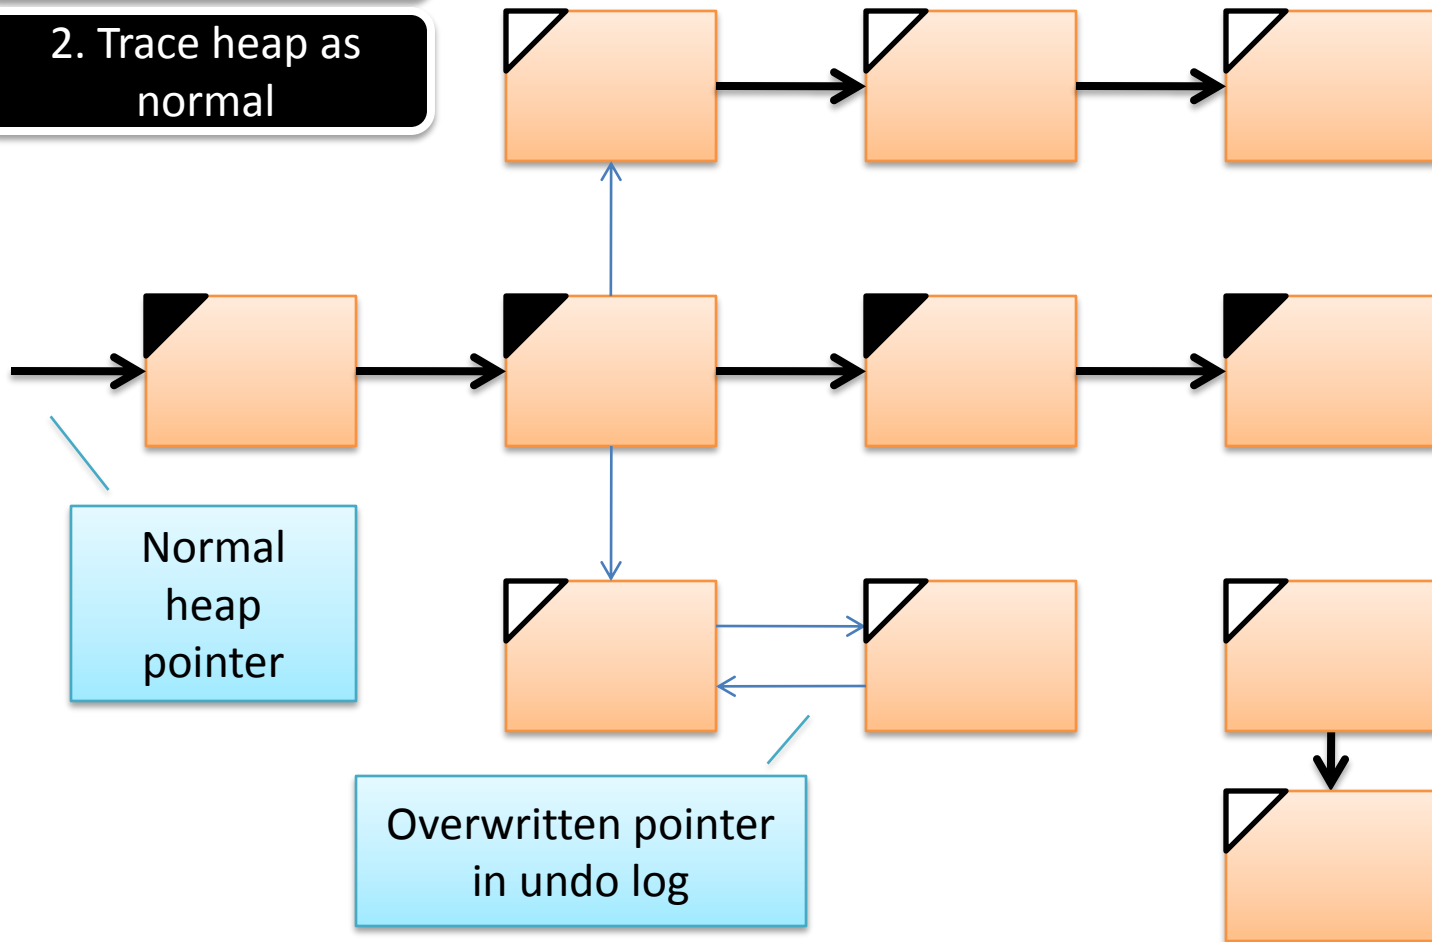 2. Trace heap as
normal
Normal
heap
pointer
Overwritten pointer
in undo log